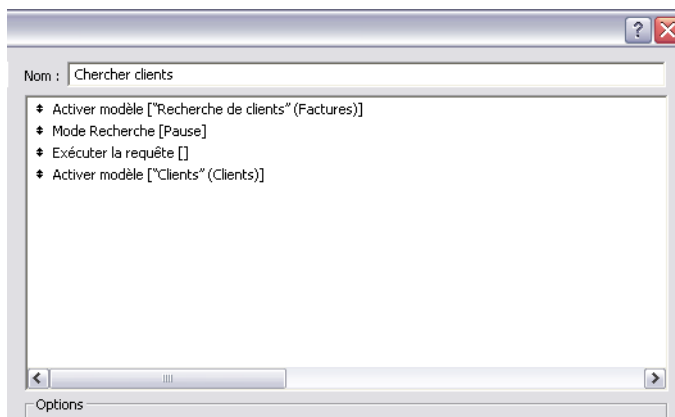 Nom : Chercher clients
Activer modèle ["Recherche de clients" (Factures)]
Mode Recherche [Pause]
Exécuter la requête []
Activer modèle ["Clients" (Clients)]
Options